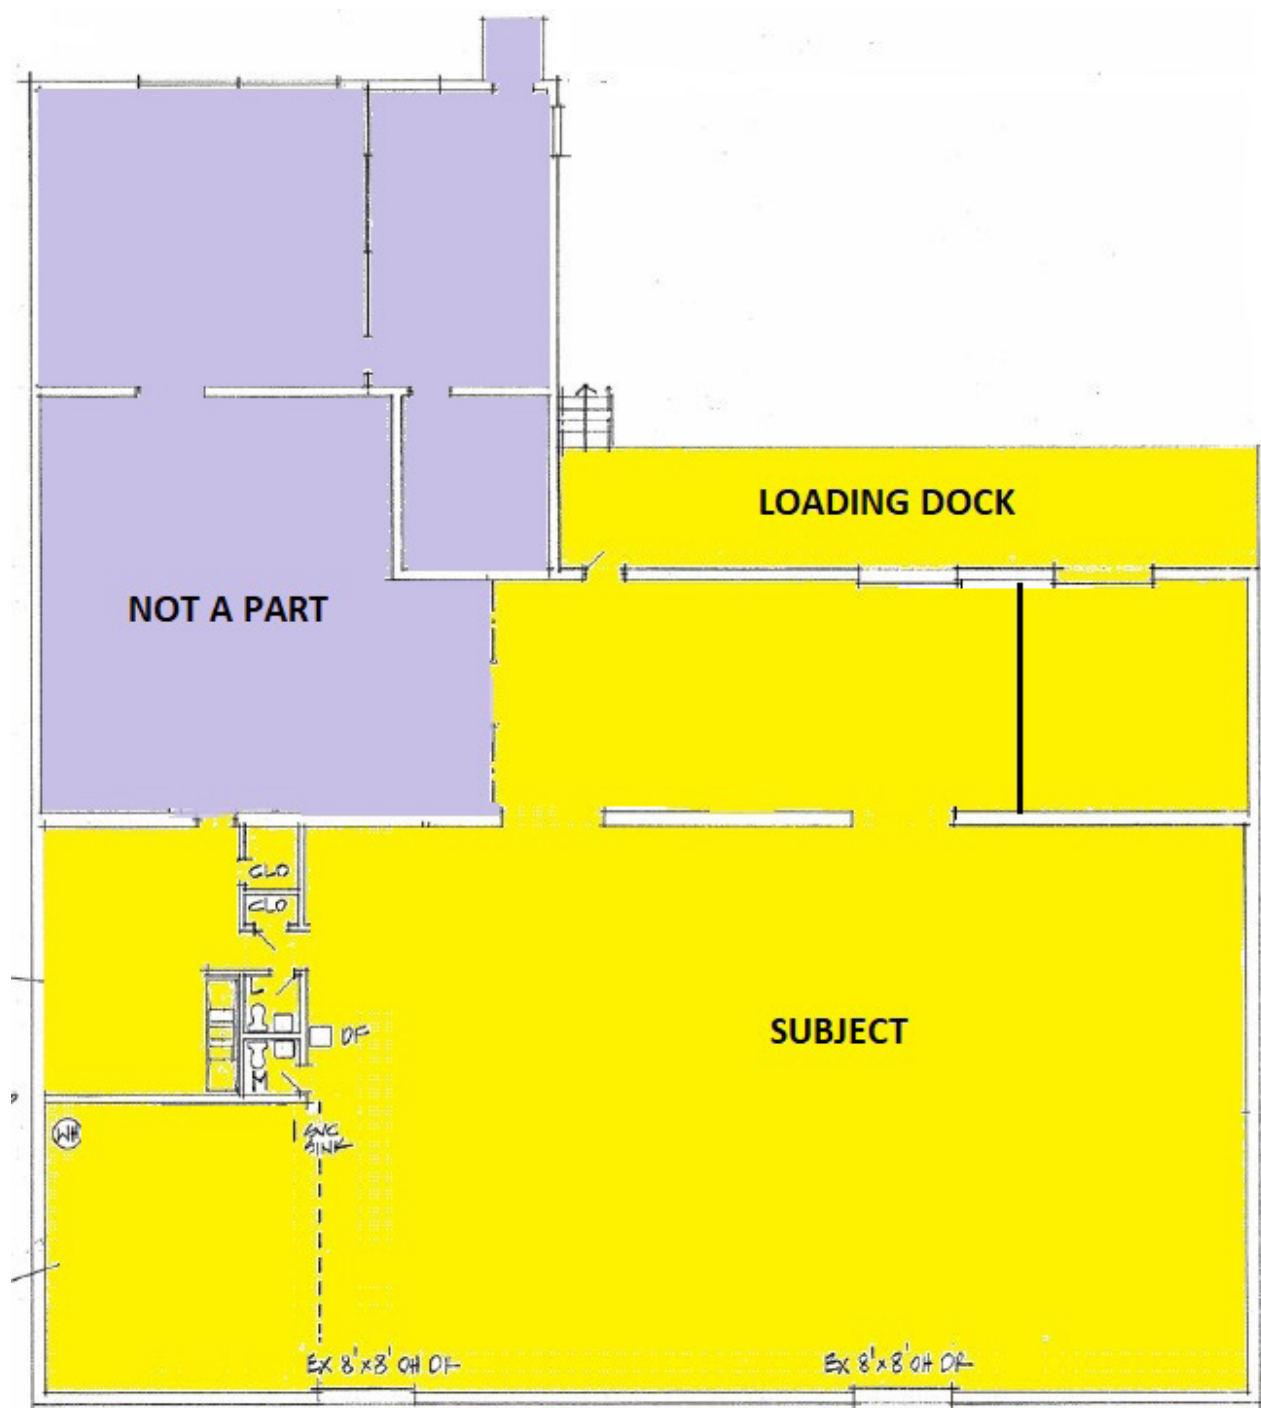 LOADING DOCK
NOT A PART
CLO
CLO
L
SUBJECT
DF
M
WH
SVC
SINK
EX 8'x8' OH DR
EX 8'x8' OH DR